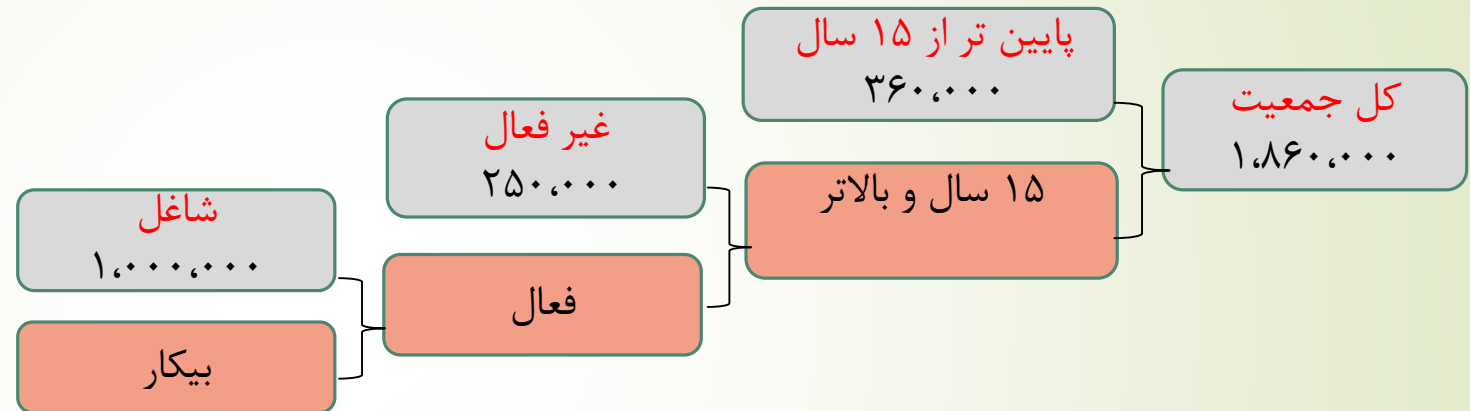 کل جمعیت
۱،۸۶۰،۰۰۰
پایین تر از ۱۵ سال
۳۶۰،۰۰۰
۱۵ سال و بالاتر
غیر فعال
۲۵۰،۰۰۰
فعال
شاغل
۱،۰۰۰،۰۰۰
بیکار